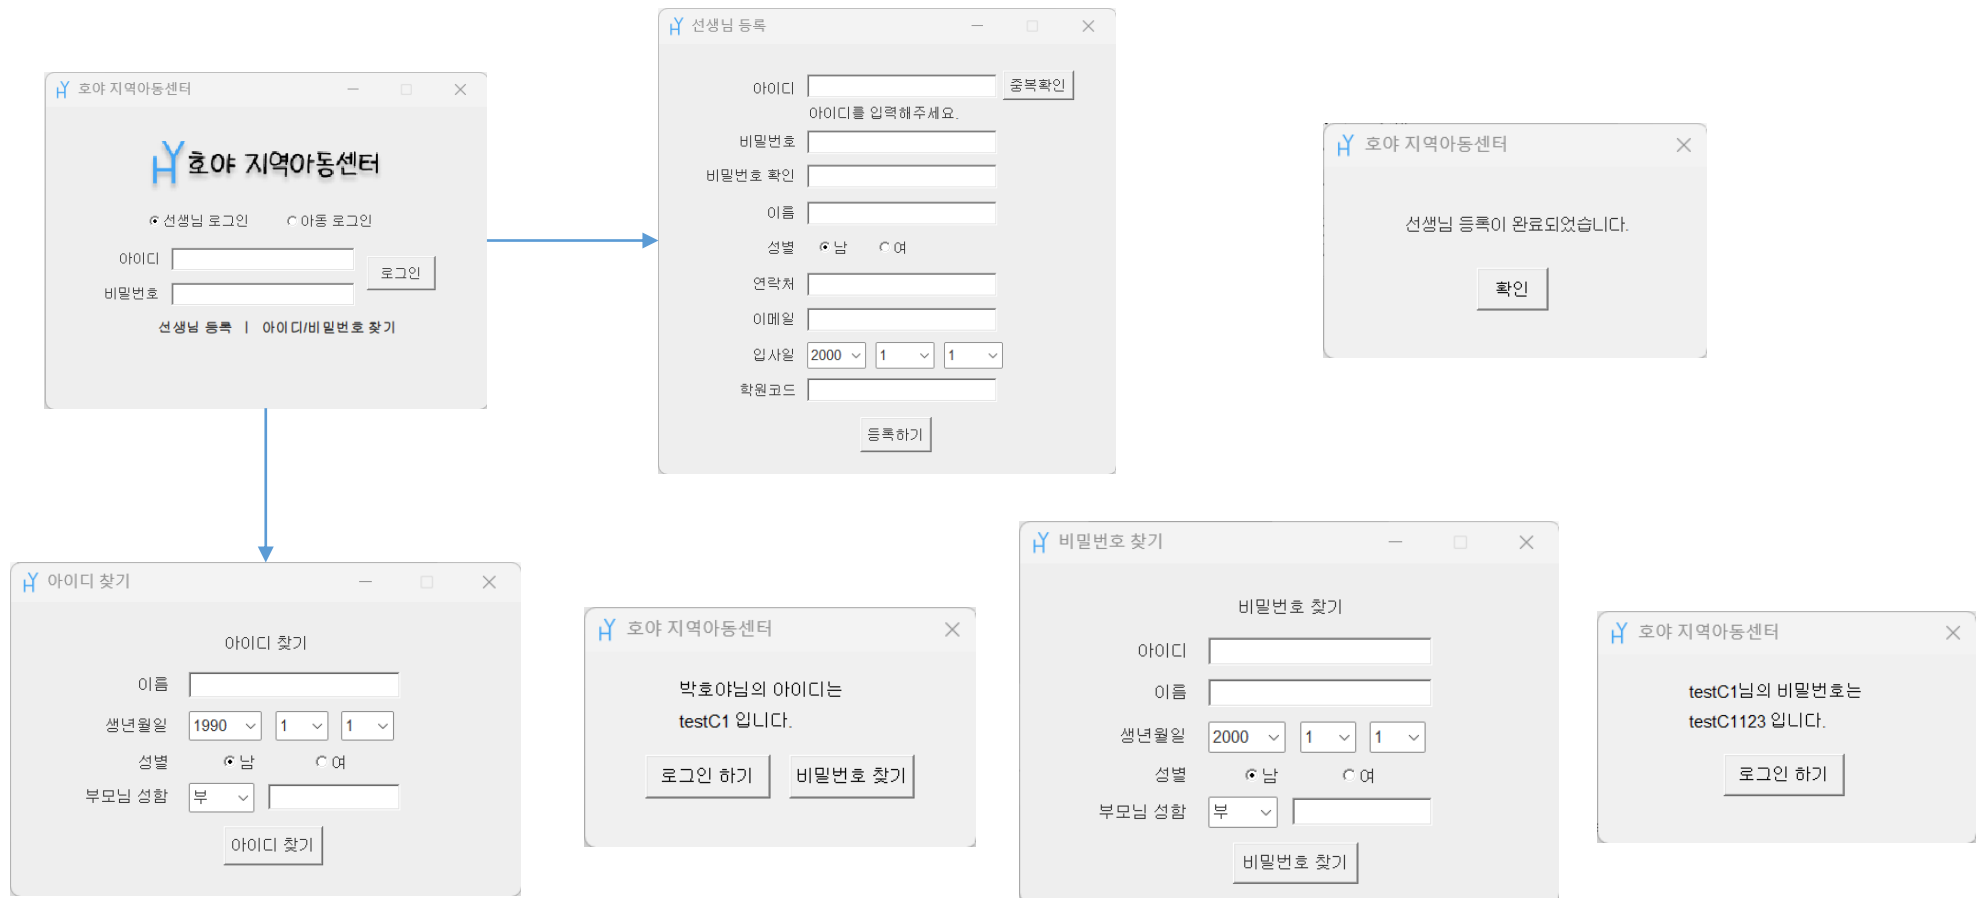 호야 지역아동센터
HY 호야 지역아동센터
선생님 로그인 아동 로그인
아이디
비밀번호
로그인
선생님 등록 | 아이디/비밀번호 찾기
선생님 등록
아이디 중복확인
아이디를 입력해주세요.
비밀번호
비밀번호 확인
이름
성별 남 여
연락처
이메일
입사일 2000 1 1
학원코드
등록하기
호야 지역아동센터
선생님 등록이 완료되었습니다.
확인
아이디 찾기
아이디 찾기
이름
생년월일 1990 1 1
성별 남 여
부모님 성함 부
아이디 찾기
호야 지역아동센터
박호야님의 아이디는
testC1 입니다.
로그인 하기 비밀번호 찾기
비밀번호 찾기
비밀번호 찾기
아이디
이름
생년월일 2000 1 1
성별 남 여
부모님 성함 부
비밀번호 찾기
호야 지역아동센터
testC1님의 비밀번호는
testC1123 입니다.
로그인 하기